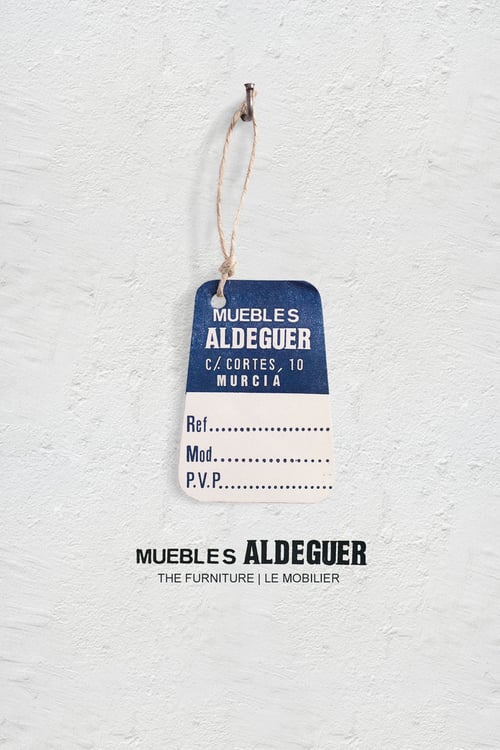 MUEBLES
ALDEGUER
C/. CORTES, 10
MURCIA
Ref....................
Mod...................
P.V.P..................
MUEBLES ALDEGUER
THE FURNITURE | LE MOBILIER